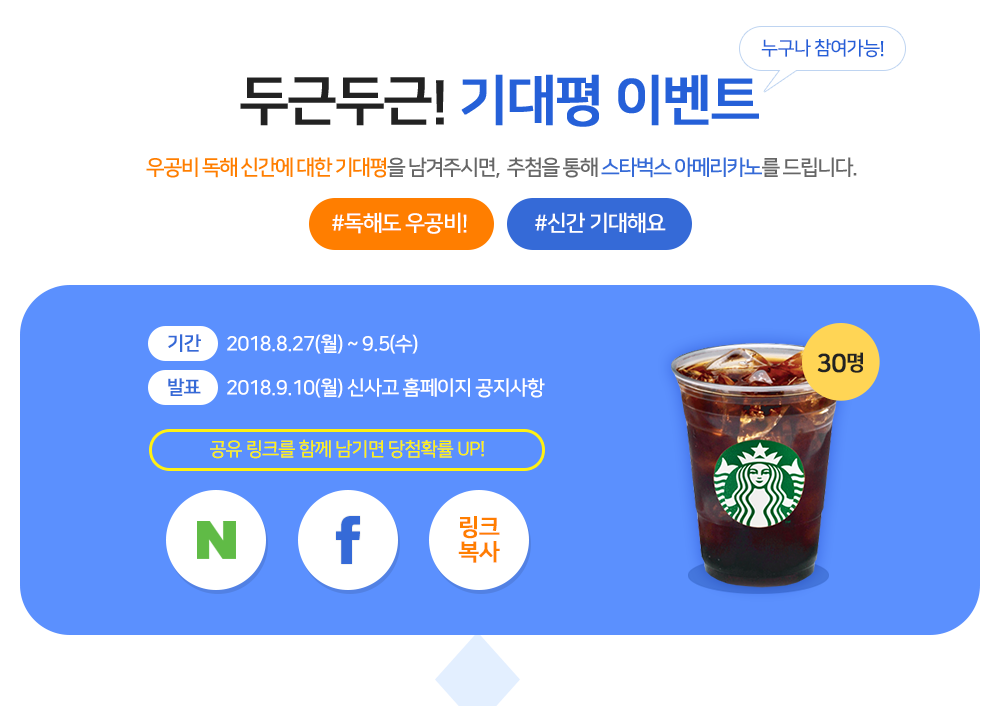 누구나 참여가능!
두근두근! 기대평 이벤트
우공비 독해 신간에 대한 기대평을 남겨주시면, 추첨을 통해 스타벅스 아메리카노를 드립니다.
#독해도 우공비! #신간 기대해요
기간 2018.8.27(월) ~ 9.5(수)
30명
발표 2018.9.10(월) 신사고 홈페이지 공지사항
공유 링크를 함께 남기면 당첨확률 UP!
N f 링크
복사